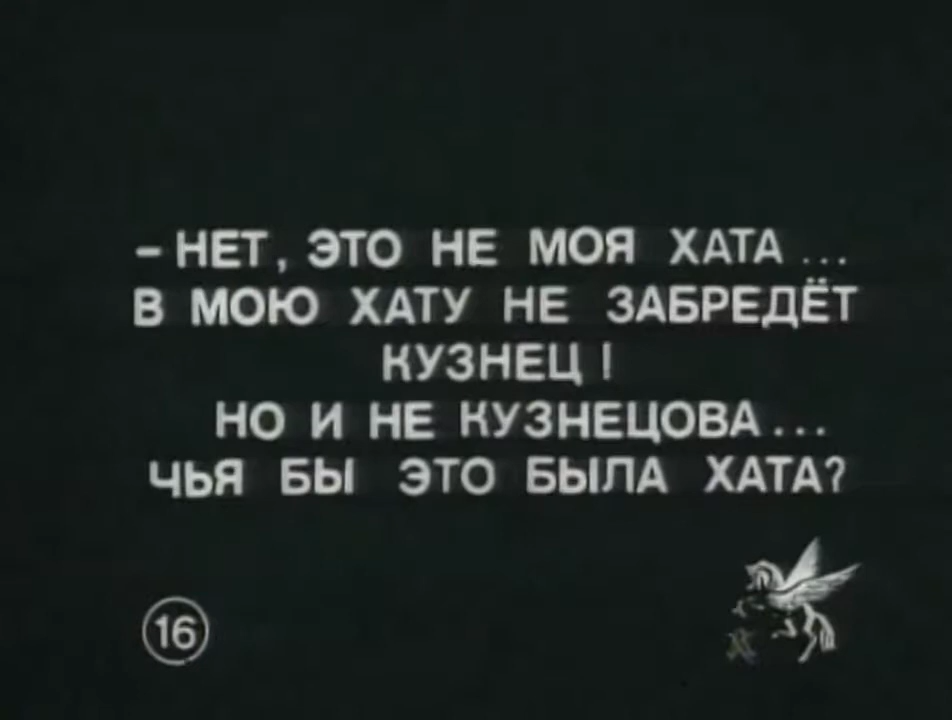 – НЕТ, ЭТО НЕ МОЯ ХАТА ...
В МОЮ ХАТУ НЕ ЗАБРЕДЁТ
КУЗНЕЦ!
НО И НЕ КУЗНЕЦОВА...
ЧЬЯ БЫ ЭТО БЫЛА ХАТА?
16